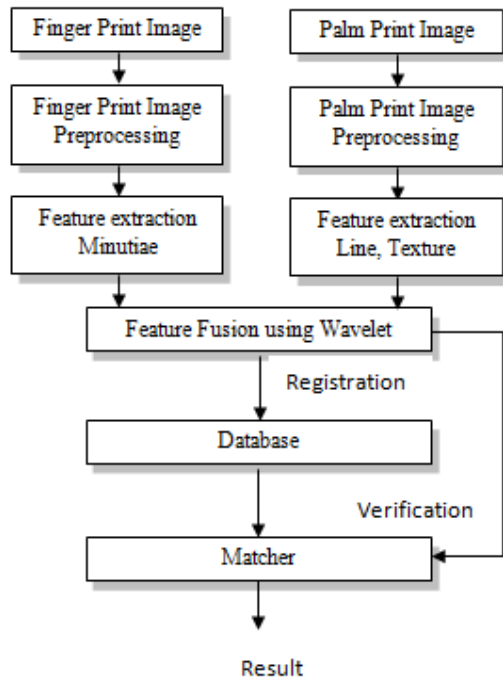 Finger Print Image
Palm Print Image
Finger Print Image
Preprocessing
Palm Print Image
Preprocessing
Feature extraction
Minutiae
Feature extraction
Line, Texture
Feature Fusion using Wavelet
Registration
Database
Verification
Matcher
Result